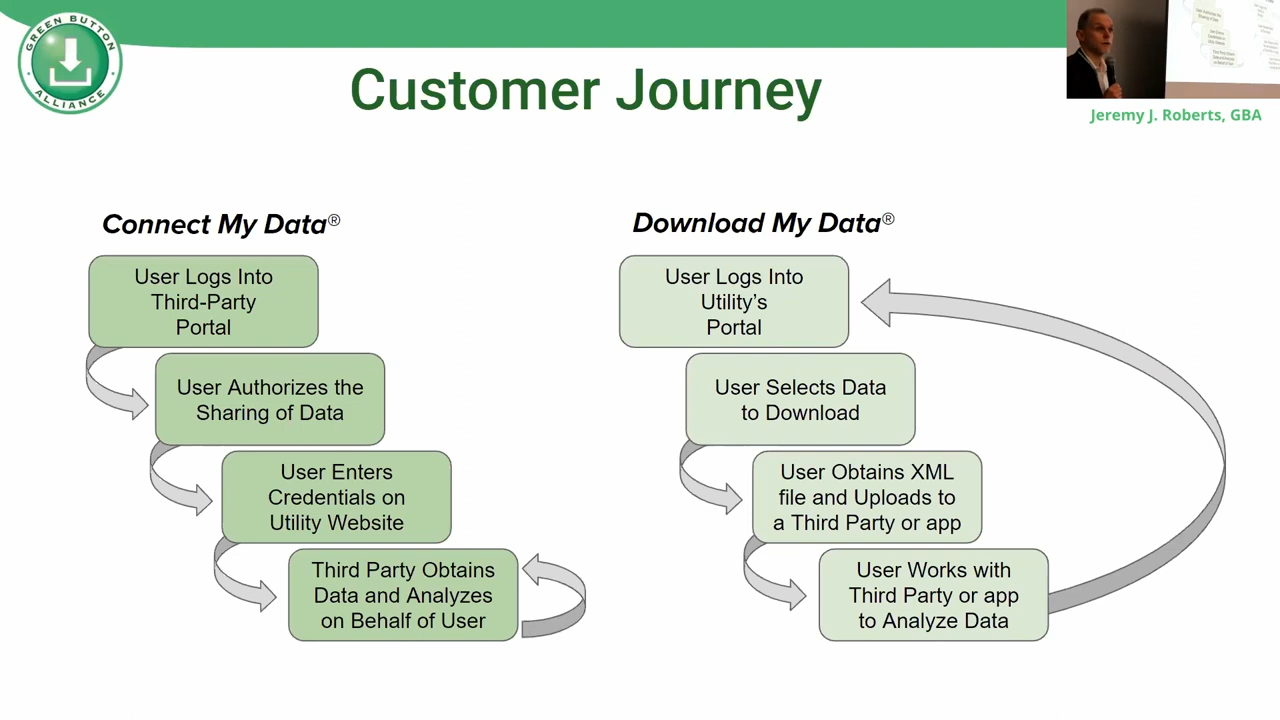 GREEN BUTTON
ALLIANCE
Customer Journey
Jeremy J. Roberts, GBA
Connect My Data®
User Logs Into
Third-Party
Portal
User Authorizes the
Sharing of Data
User Enters
Credentials on
Utility Website
Third Party Obtains
Data and Analyzes
on Behalf of User
Download My Data®
User Logs Into
Utility’s
Portal
User Selects Data
to Download
User Obtains XML
file and Uploads to
a Third Party or app
User Works with
Third Party or app
to Analyze Data